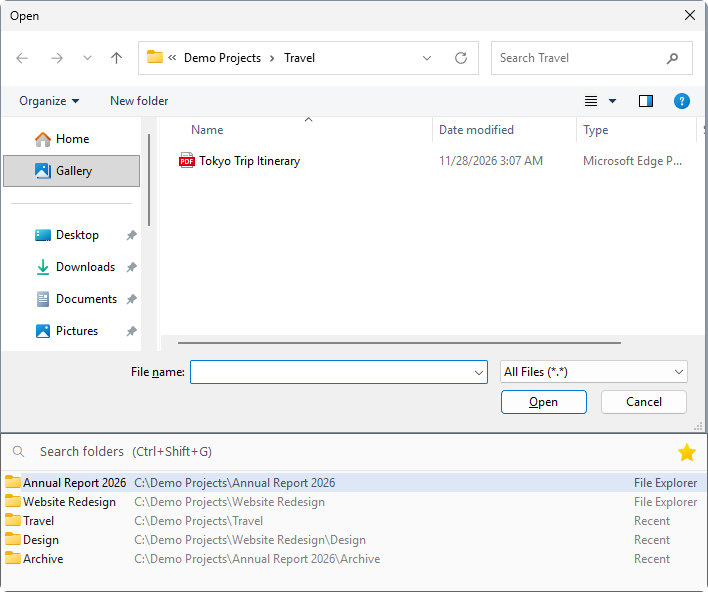 Open
« Demo Projects › Travel
Search Travel
Organize
New folder
?
Name
Date modified
Type
Home
Gallery
Desktop
Downloads
Documents
Pictures
PDF
Tokyo Trip Itinerary
11/28/2026 3:07 AM
Microsoft Edge P...
File name:
All Files (*.*)
Open
Cancel
Search folders (Ctrl+Shift+G)
Annual Report 2026 C:\Demo Projects\Annual Report 2026 File Explorer
Website Redesign C:\Demo Projects\Website Redesign File Explorer
Travel C:\Demo Projects\Travel Recent
Design C:\Demo Projects\Website Redesign\Design Recent
Archive C:\Demo Projects\Annual Report 2026\Archive Recent